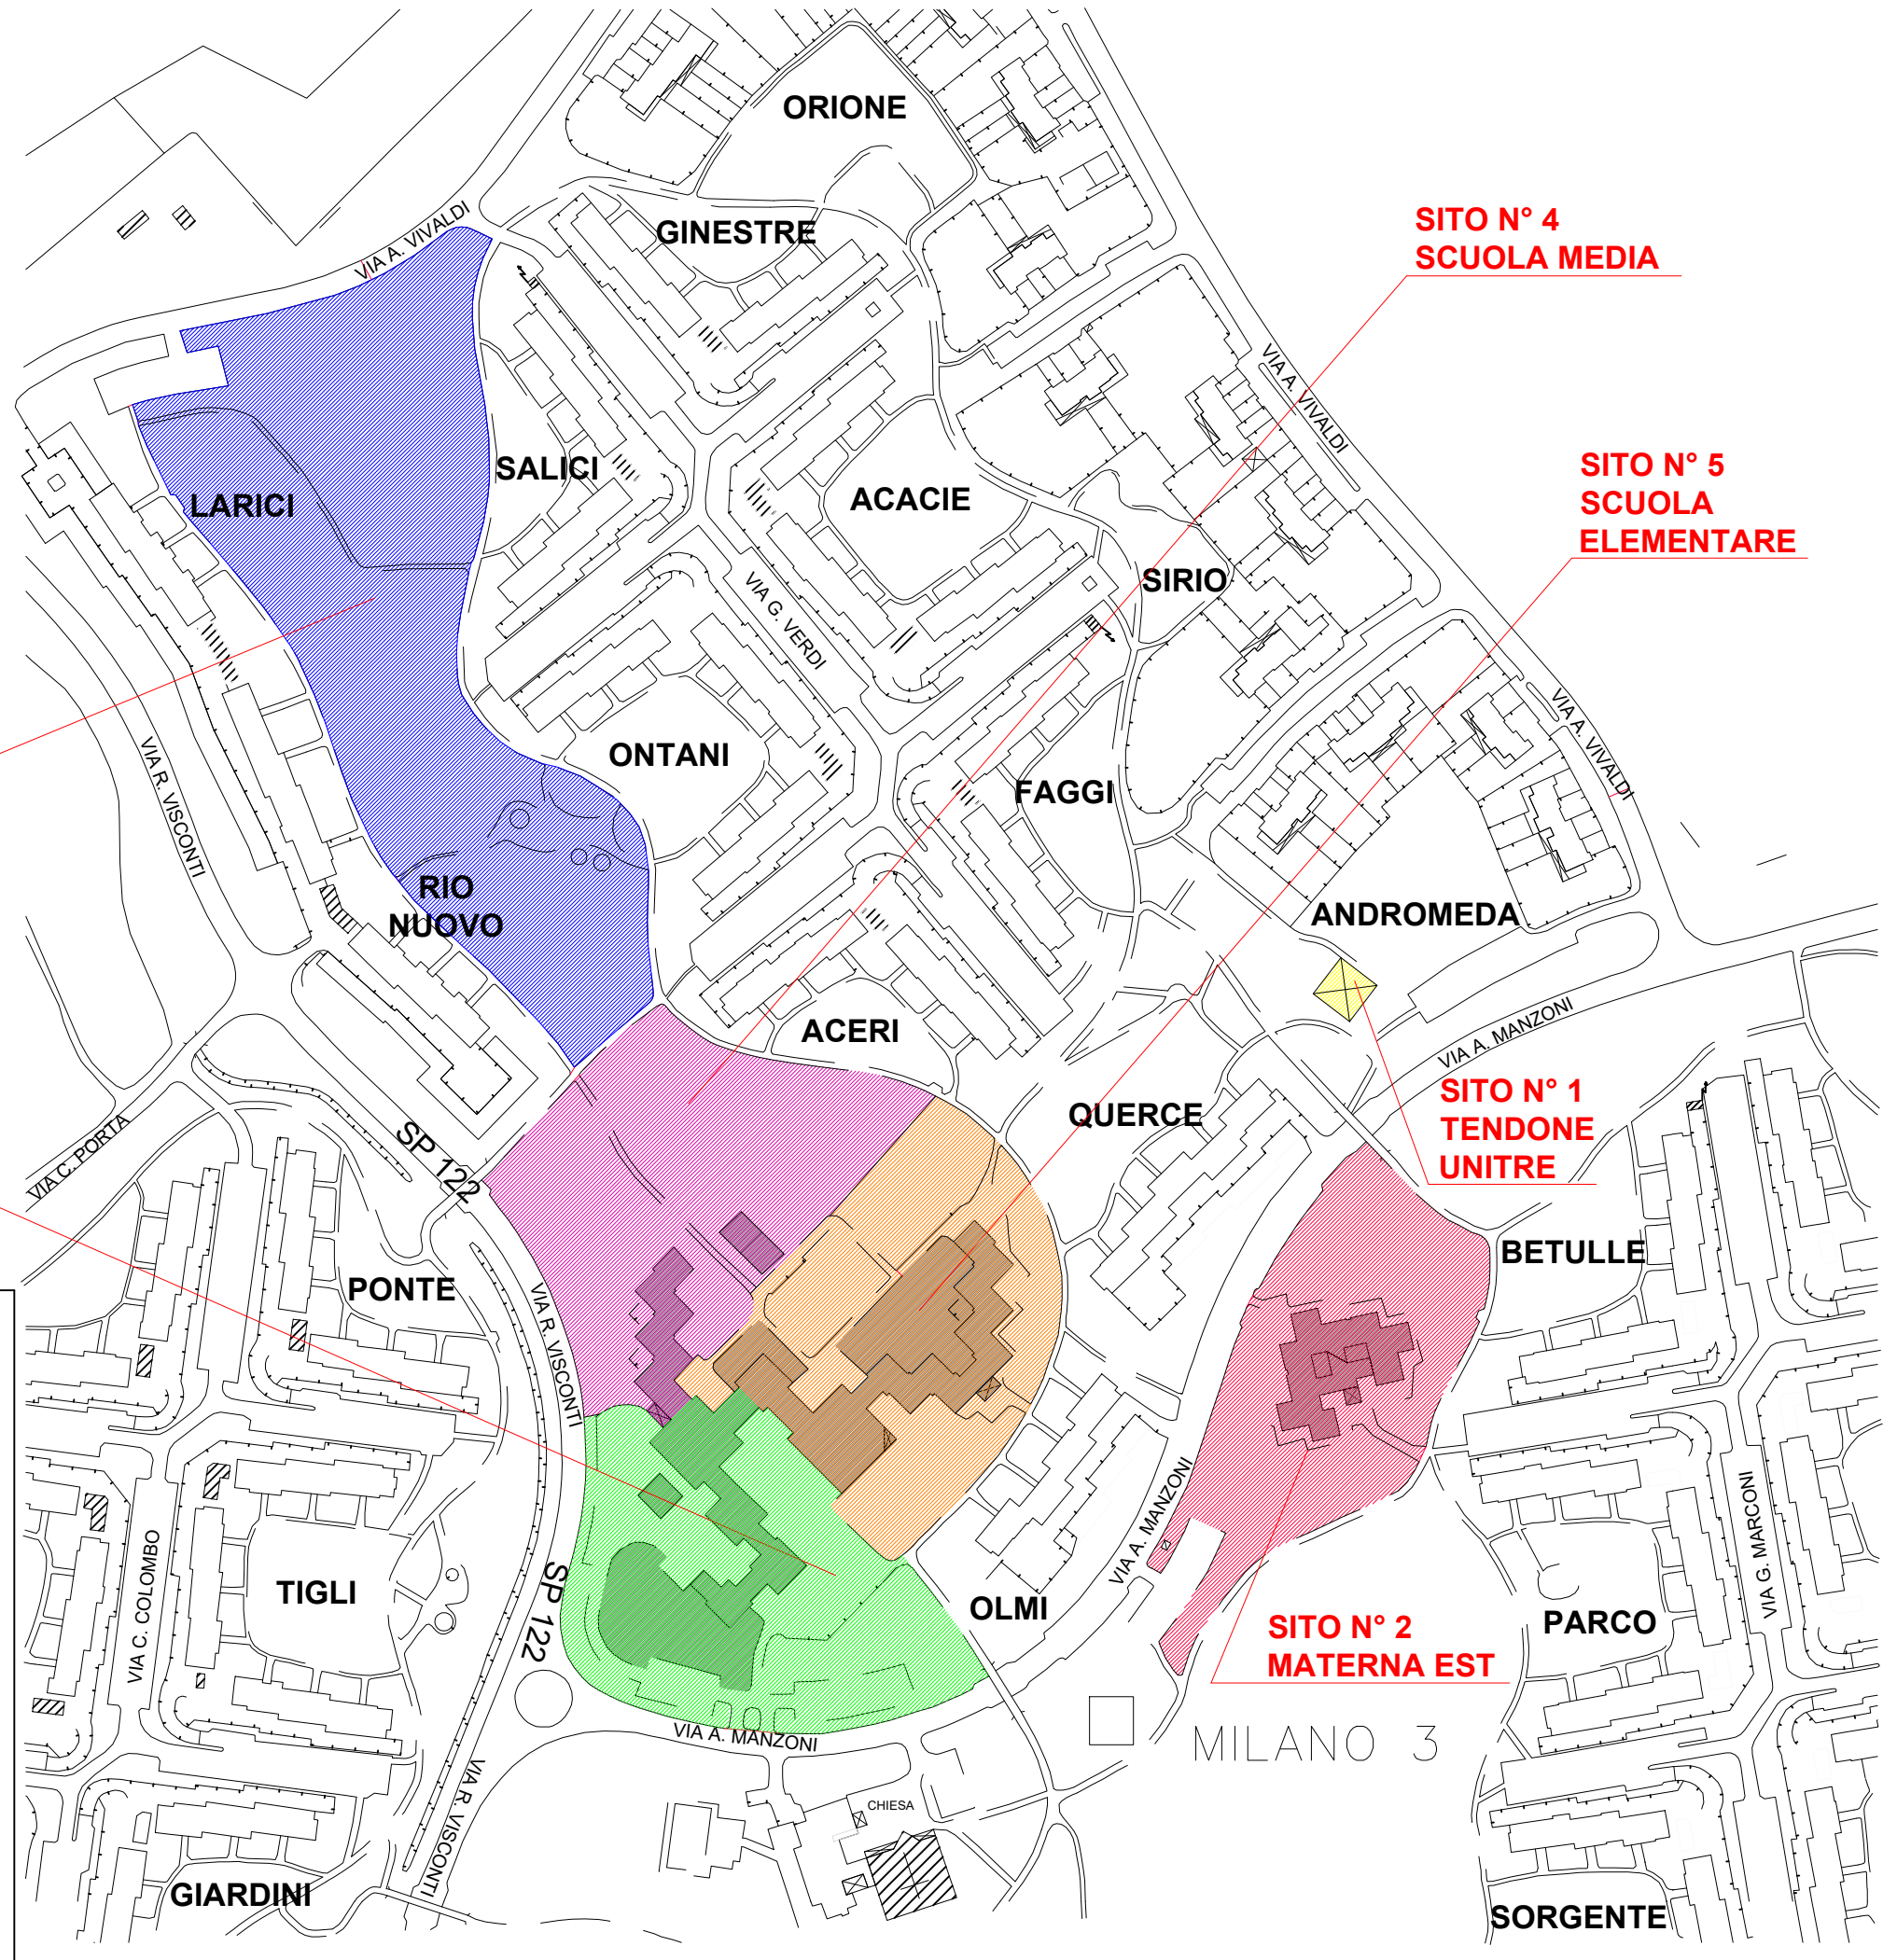 ORIONE
SITO N° 4
SCUOLA MEDIA
GINESTRE
VIA A. VIVALDI
VIA A. VIVALDI
SITO N° 5
SCUOLA
ELEMENTARE
SALICI
LARICI
ACACIE
SIRIO
VIA G. VERDI
VIA A. VIVALDI
ONTANI
FAGGI
VIA R. VISCONTI
RIO
NUOVO
ANDROMEDA
ACERI
VIA A. MANZONI
SITO N° 1
TENDONE
UNITRE
QUERCE
VIA C. PORTA
SP 122
BETULLE
PONTE
VIA R. VISCONTI
VIA A. MANZONI
VIA G. MARCONI
VIA C. COLOMBO
TIGLI
SP 122
OLMI
PARCO
SITO N° 2
MATERNA EST
VIA A. MANZONI
MILANO 3
VIA R. VISCONTI
CHIESA
GIARDINI
SORGENTE